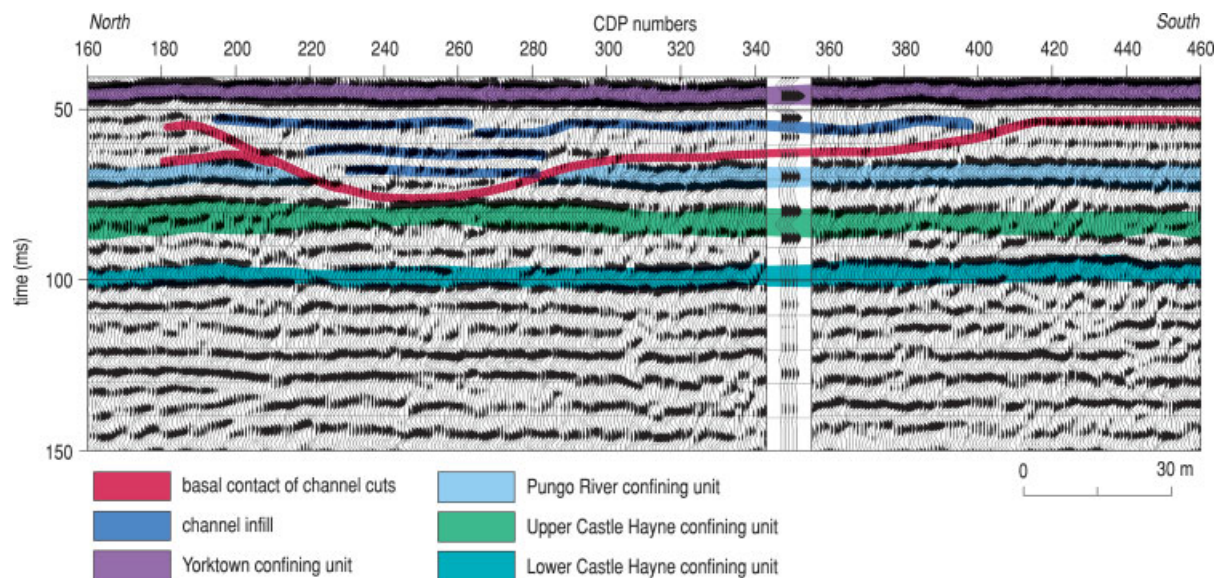 North CDP numbers South
160 180 200 220 240 260 280 300 320 340 360 380 400 420 440 460
50
100
150
time (ms)
0 30 m
basal contact of channel cuts
channel infill
Yorktown confining unit
Pungo River confining unit
Upper Castle Hayne confining unit
Lower Castle Hayne confining unit